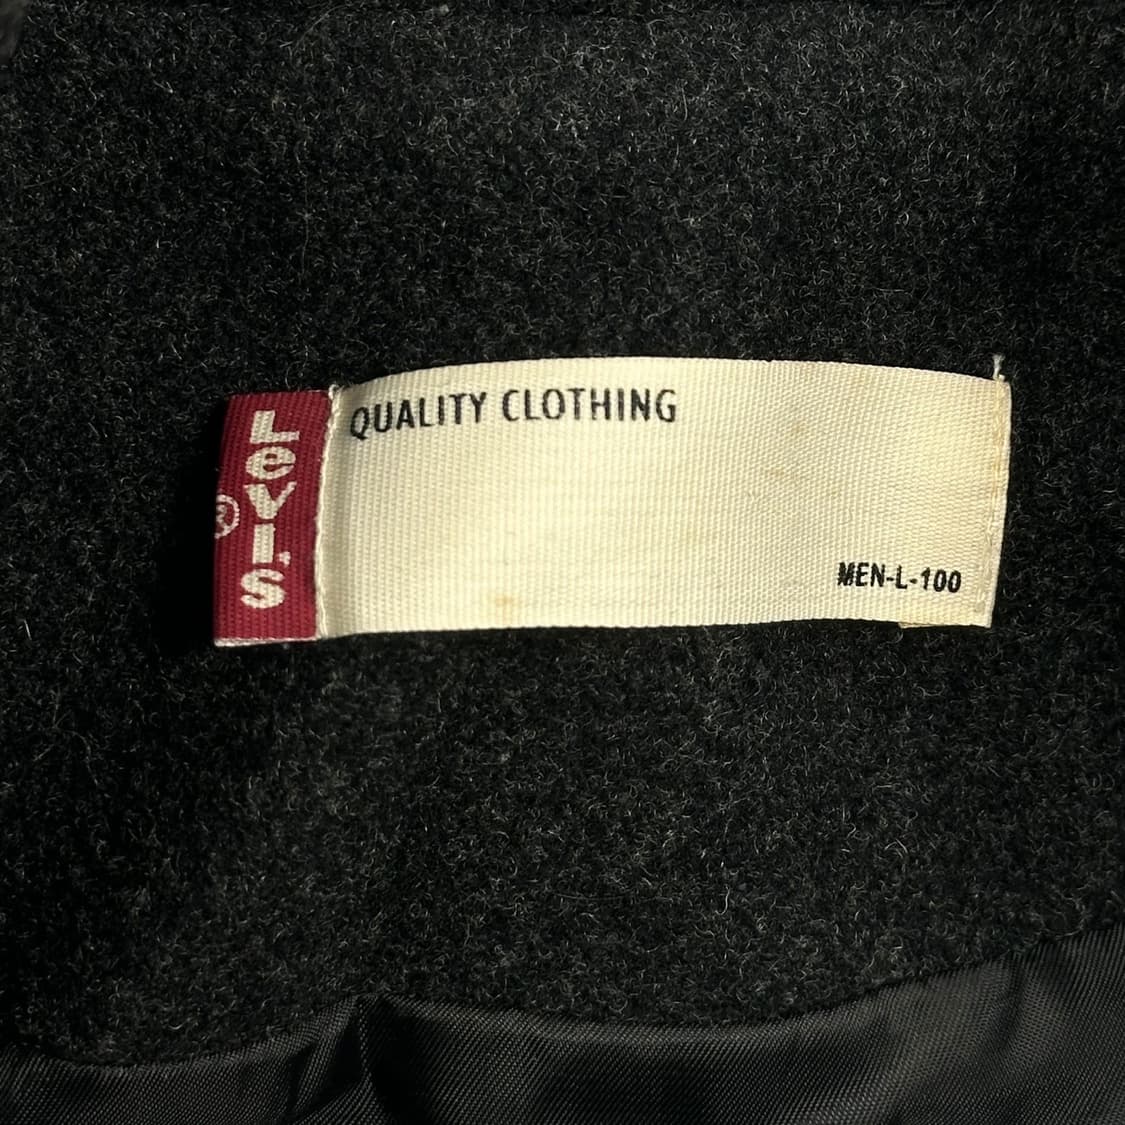 LEVI'S
®
QUALITY CLOTHING
MEN-L-100